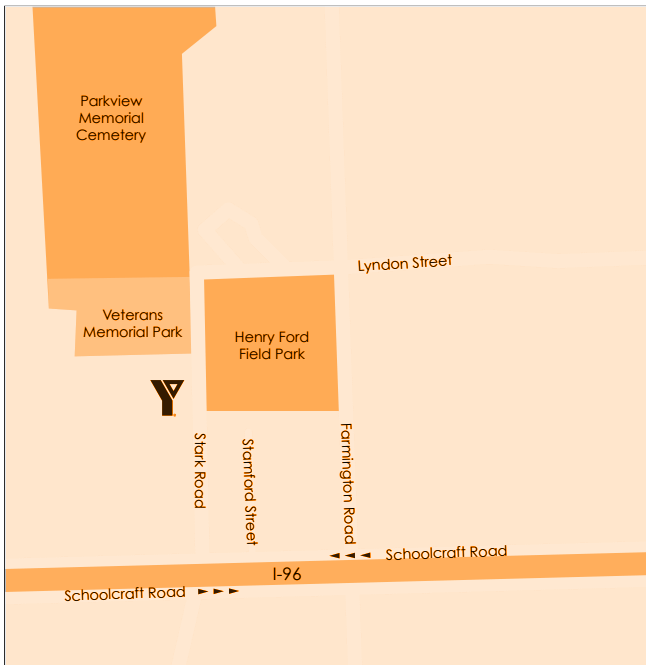 Parkview
Memorial
Cemetery
Lyndon Street
Veterans
Memorial Park
Henry Ford
Field Park
Y
Stark Road
Stamford Street
Farmington Road
Schoolcraft Road
I-96
Schoolcraft Road